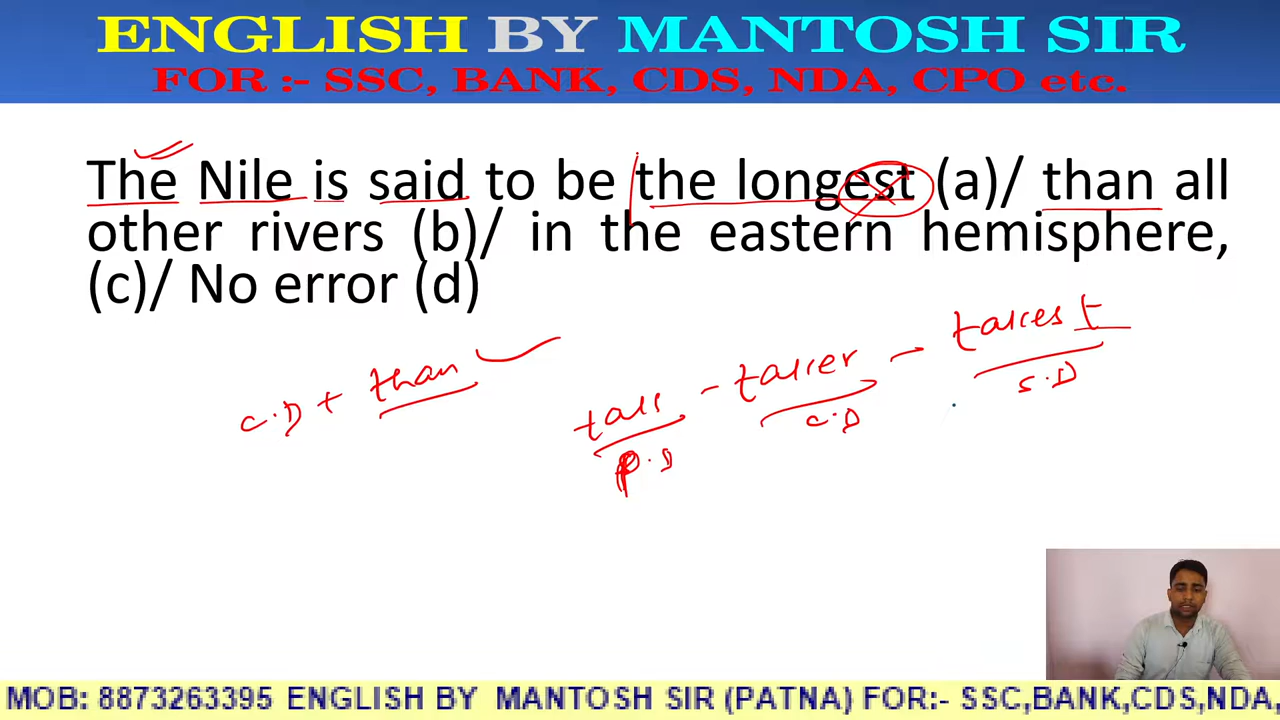 ENGLISH BY MANTOSH SIR
FOR :- SSC, BANK, CDS, NDA, CPO etc.
The Nile is said to be the longest (a)/ than all
other rivers (b)/ in the eastern hemisphere,
(c)/ No error (d)
C.D + than
tall - taller - tallest
P.D C.D S.D
MOB: 8873263395 ENGLISH BY MANTOSH SIR (PATNA) FOR:- SSC,BANK,CDS,NDA,